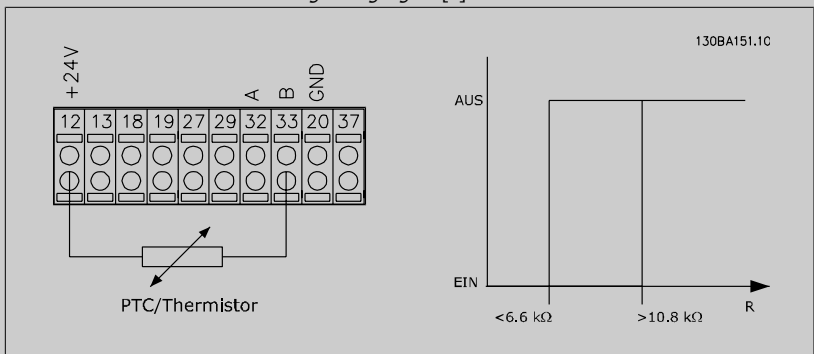 130BA151.10
+24V
A
B
GND
12 13 18 19 27 29 32 33 20 37
PTC/Thermistor
AUS
EIN
<6.6 kΩ
>10.8 kΩ
R